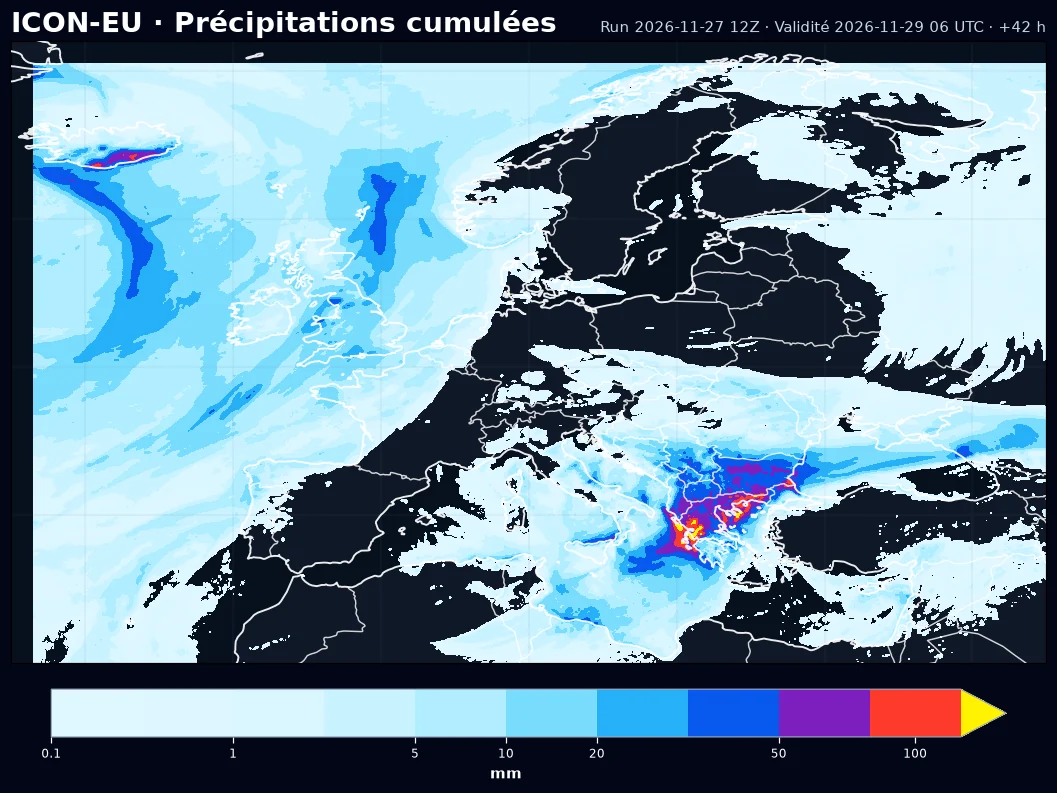 ICON-EU · Précipitations cumulées
Run 2026-11-27 12Z · Validité 2026-11-29 06 UTC · +42 h
0.1 1 5 10 20 50 100
mm